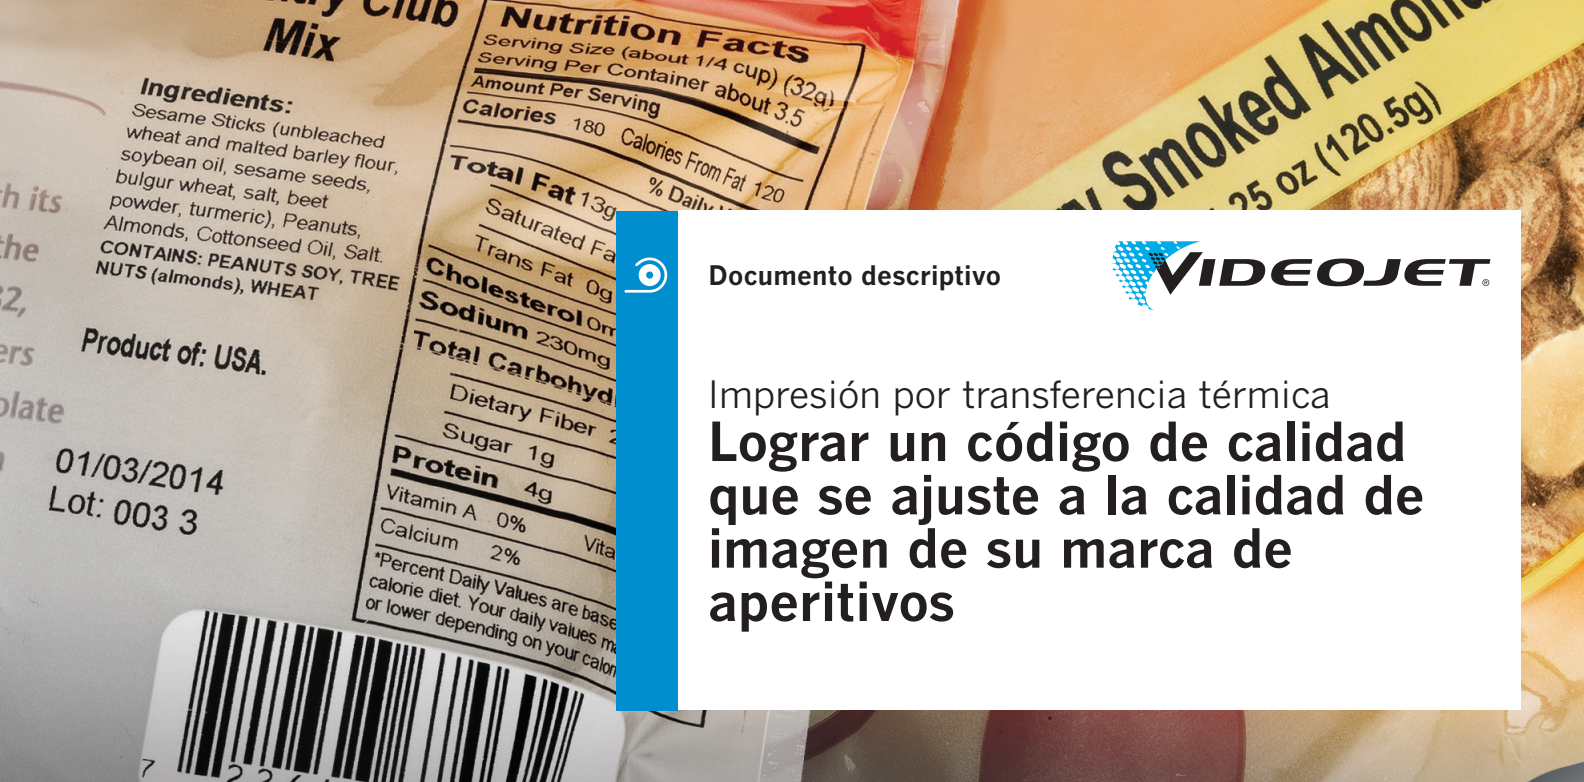 Club
Mix
Ingredients:
Sesame Sticks (unbleached
wheat and malted barley flour,
soybean oil, sesame seeds,
bulgur wheat, salt, beet
powder, turmeric), Peanuts,
Almonds, Cottonseed Oil, Salt.
CONTAINS: PEANUTS SOY, TREE
NUTS (almonds), WHEAT
Product of: USA.
01/03/2014
Lot: 003 3
its
the
Nutrition Facts
Serving Size (about 1/4 cup) (32g)
Serving Per Container about 3.5
Amount Per Serving
Calories 180 Calories From Fat 120
% Daily
Total Fat 13g
Saturated
Trans Fat 0g
Cholesterol
Sodium 230mg
Total
Dietary Fiber
Sugar 1g
Protein 4g
Vitamin A 0%
Calcium 2%
*Percent Daily Values are
calorie diet. Your daily values
or lower depending on your
7
Smoked
25 oz (120.5g)
Documento descriptivo
VIDEOJET®
Impresión por transferencia térmica
Lograr un código de calidad
que se ajuste a la calidad de
imagen de su marca de
aperitivos